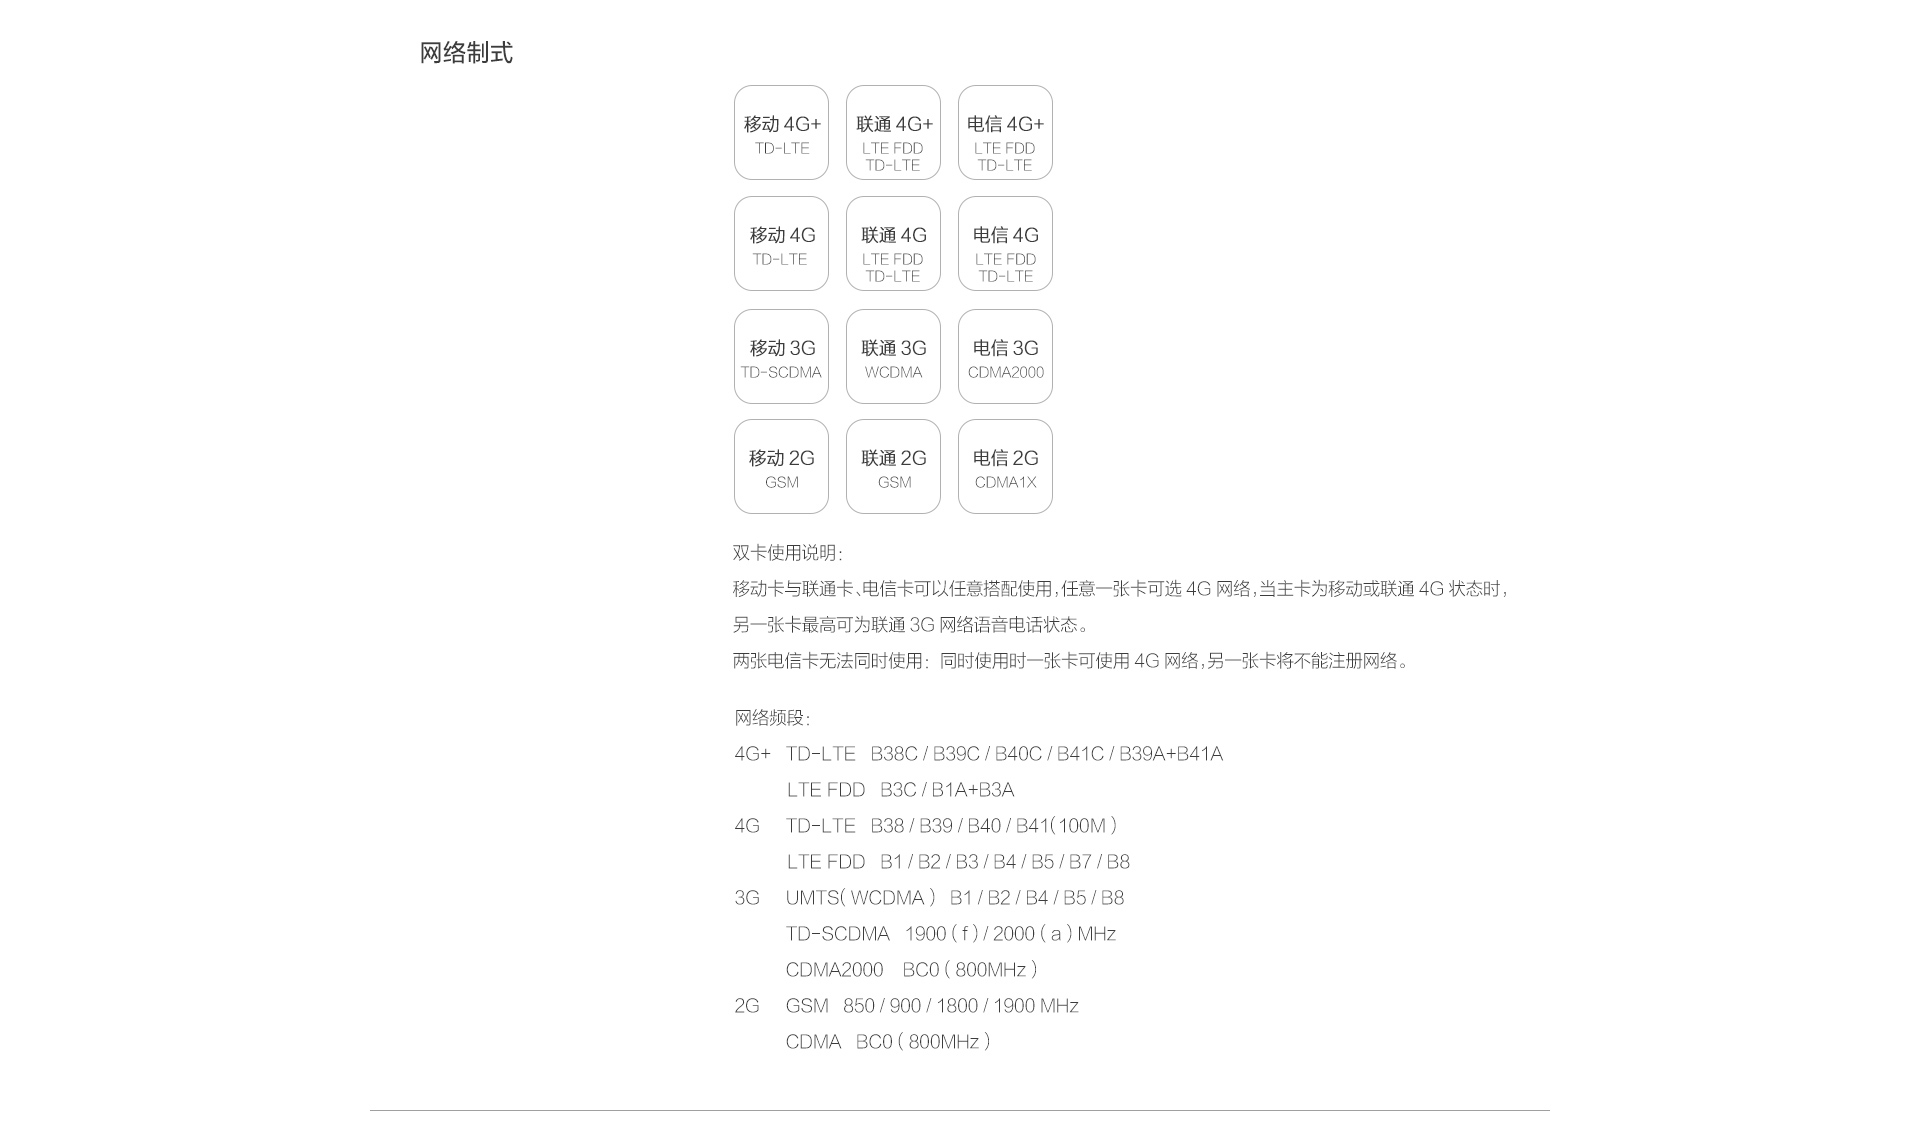 网络制式
移动 4G+
TD-LTE
联通 4G+
LTE FDD
TD-LTE
电信 4G+
LTE FDD
TD-LTE
移动 4G
TD-LTE
联通 4G
LTE FDD
TD-LTE
电信 4G
LTE FDD
TD-LTE
移动 3G
TD-SCDMA
联通 3G
WCDMA
电信 3G
CDMA2000
移动 2G
GSM
联通 2G
GSM
电信 2G
CDMA1X
双卡使用说明：
移动卡与联通卡、电信卡可以任意搭配使用，任意一张卡可选 4G 网络，当主卡为移动或联通 4G 状态时，
另一张卡最高可为联通 3G 网络语音电话状态。
两张电信卡无法同时使用：同时使用时一张卡可使用 4G 网络，另一张卡将不能注册网络。
网络频段：
4G+ TD-LTE B38C / B39C / B40C / B41C / B39A+B41A
LTE FDD B3C / B1A+B3A
4G TD-LTE B38 / B39 / B40 / B41( 100M )
LTE FDD B1 / B2 / B3 / B4 / B5 / B7 / B8
3G UMTS( WCDMA ) B1 / B2 / B4 / B5 / B8
TD-SCDMA 1900 ( f ) / 2000 ( a ) MHz
CDMA2000 BC0 ( 800MHz )
2G GSM 850 / 900 / 1800 / 1900 MHz
CDMA BC0 ( 800MHz )